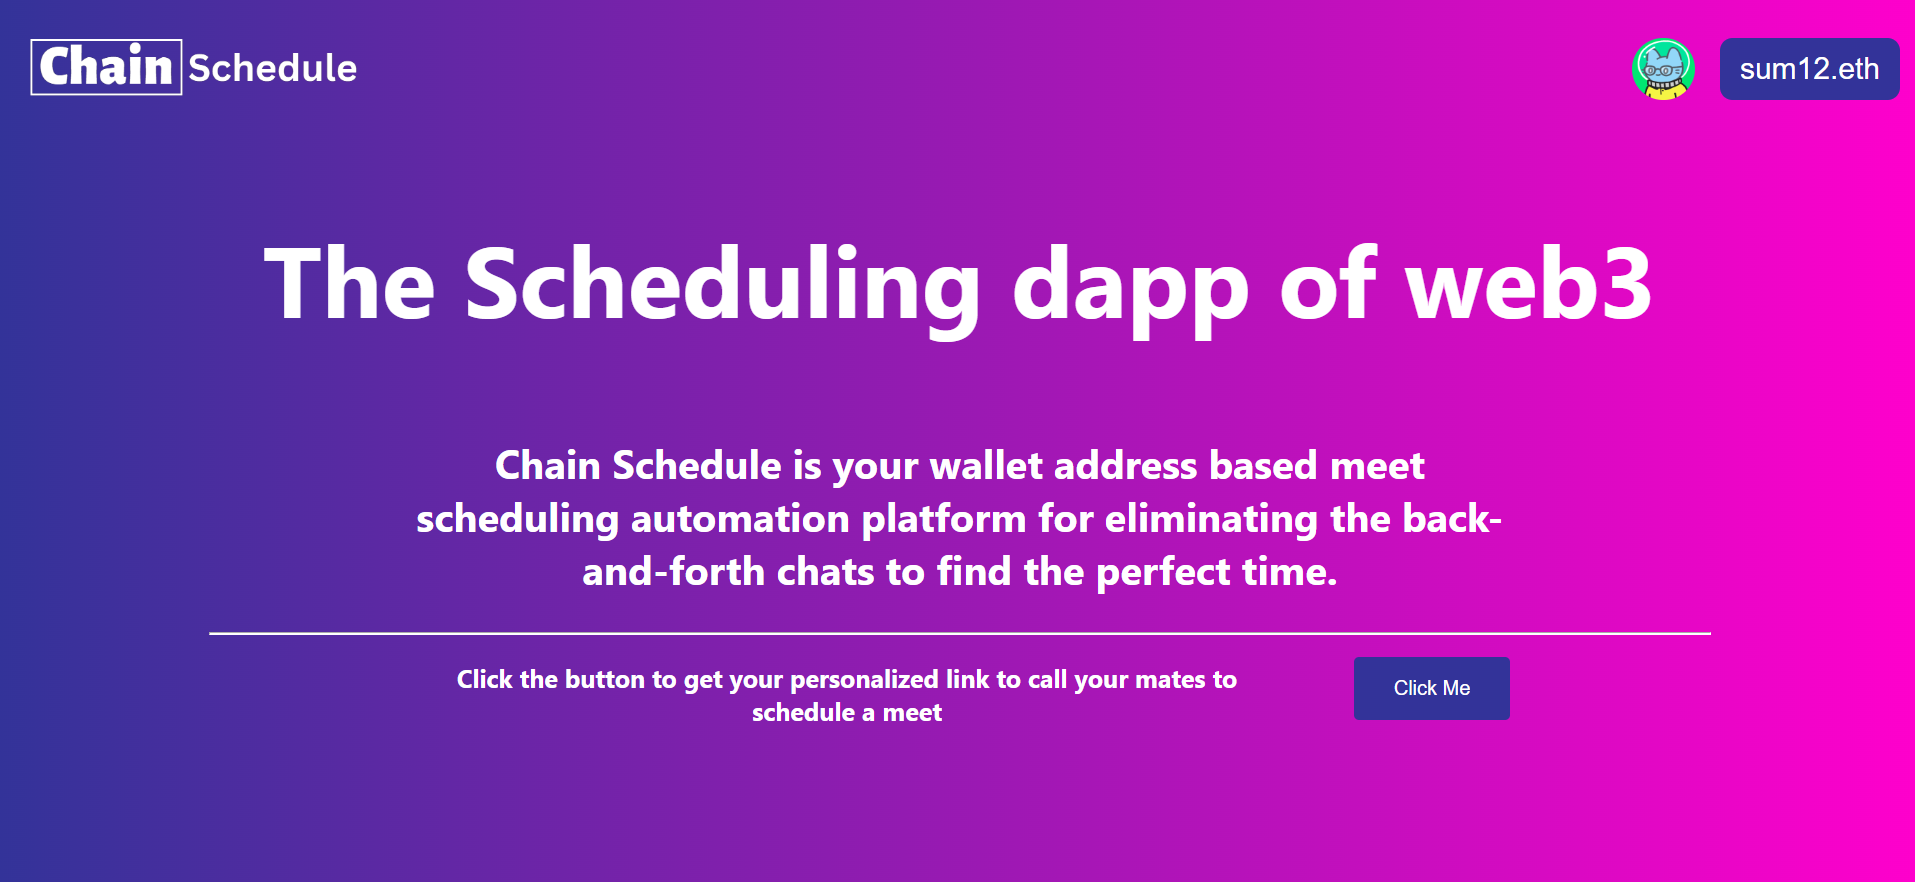 Chain Schedule
sum12.eth
The Scheduling dapp of web3
Chain Schedule is your wallet address based meet
scheduling automation platform for eliminating the back-
and-forth chats to find the perfect time.
Click the button to get your personalized link to call your mates to
schedule a meet
Click Me